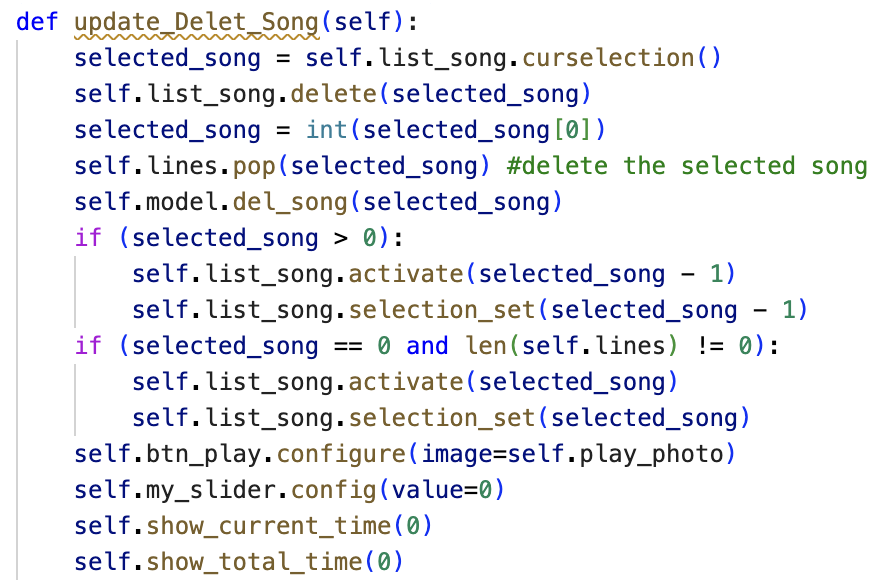 def update_Delet_Song(self):
    selected_song = self.list_song.curselection()
    self.list_song.delete(selected_song)
    selected_song = int(selected_song[0])
    self.lines.pop(selected_song) #delete the selected song
    self.model.del_song(selected_song)
    if (selected_song > 0):
        self.list_song.activate(selected_song - 1)
        self.list_song.selection_set(selected_song - 1)
    if (selected_song == 0 and len(self.lines) != 0):
        self.list_song.activate(selected_song)
        self.list_song.selection_set(selected_song)
    self.btn_play.configure(image=self.play_photo)
    self.my_slider.config(value=0)
    self.show_current_time(0)
    self.show_total_time(0)